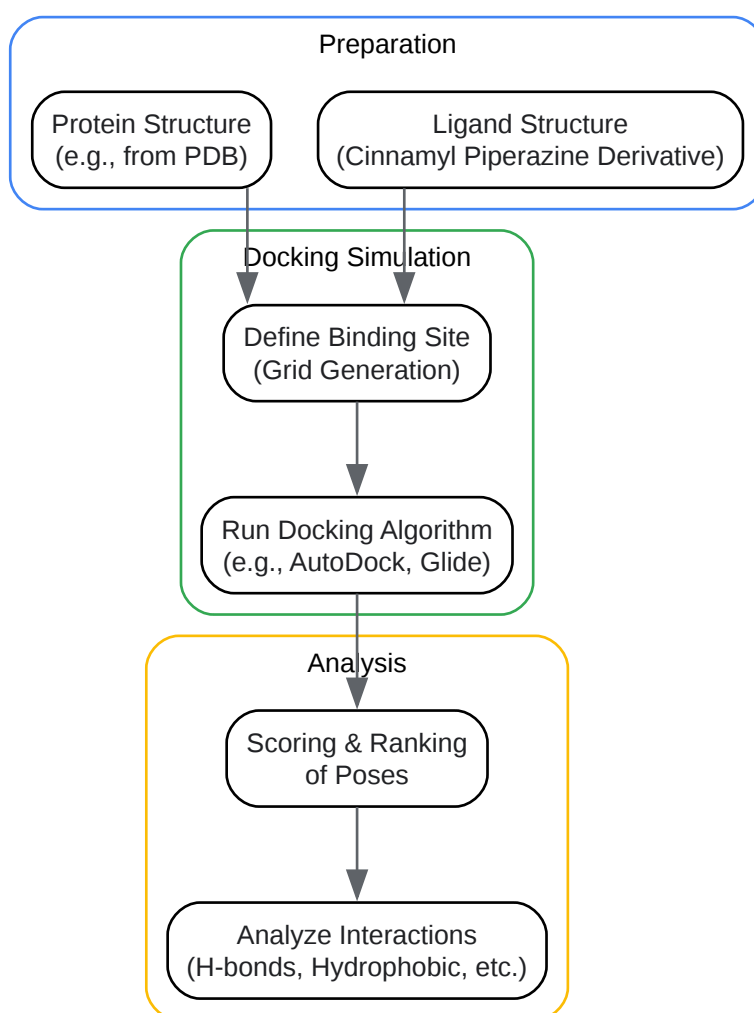 Preparation
Protein Structure
(e.g., from PDB)
Ligand Structure
(Cinnamyl Piperazine Derivative)
Docking Simulation
Define Binding Site
(Grid Generation)
Run Docking Algorithm
(e.g., AutoDock, Glide)
Analysis
Scoring & Ranking
of Poses
Analyze Interactions
(H-bonds, Hydrophobic, etc.)